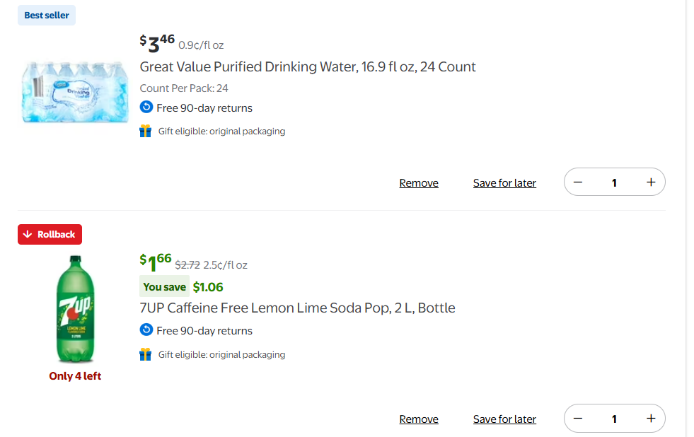 Best seller
$3.46 0.9¢/fl oz
Great Value Purified Drinking Water, 16.9 fl oz, 24 Count
Count Per Pack: 24
Free 90-day returns
Gift eligible: original packaging
Remove Save for later − 1 +
Rollback
$1.66 $2.72 2.5¢/fl oz
You save $1.06
7UP Caffeine Free Lemon Lime Soda Pop, 2 L, Bottle
Free 90-day returns
7up
Gift eligible: original packaging
Only 4 left
Remove Save for later − 1 +